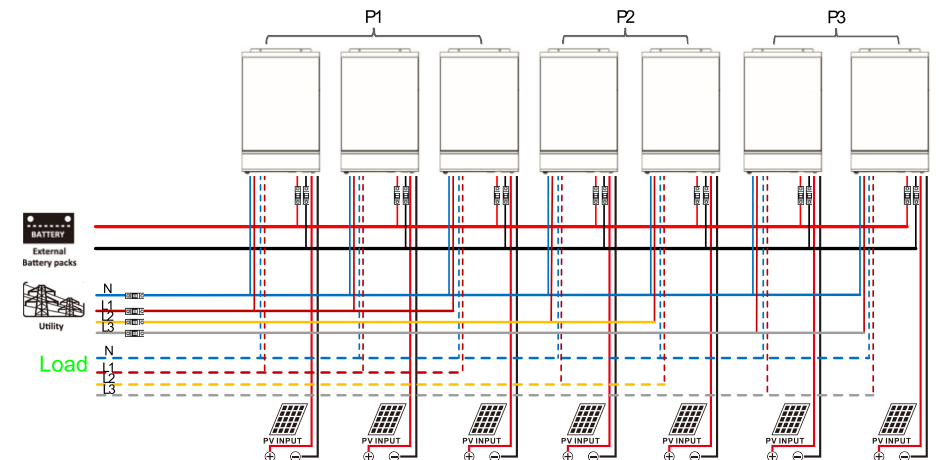 P1 P2 P3
BATTERY
External
Battery packs
N
L1
L2
L3
Utility
Load
N
L1
L2
L3
PV INPUT PV INPUT PV INPUT PV INPUT PV INPUT PV INPUT PV INPUT